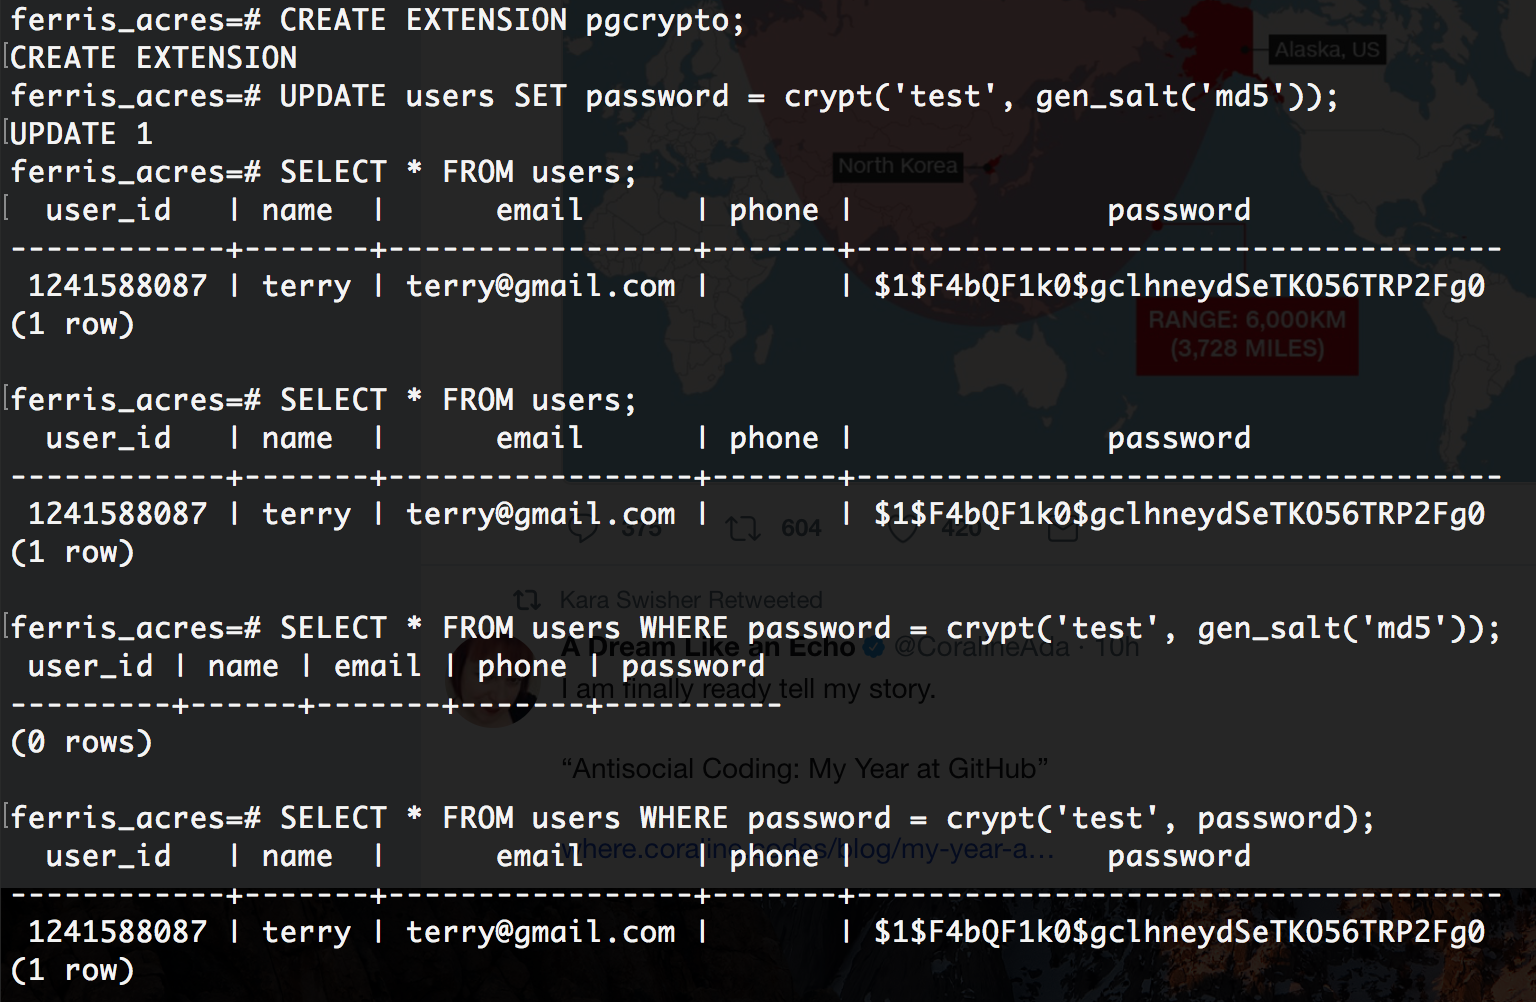 ferris_acres=# CREATE EXTENSION pgcrypto;
CREATE EXTENSION
ferris_acres=# UPDATE users SET password = crypt('test', gen_salt('md5'));
UPDATE 1
ferris_acres=# SELECT * FROM users;
  user_id   | name  |      email      | phone |              password
------------+-------+-----------------+-------+------------------------------------
 1241588087 | terry | terry@gmail.com |       | $1$F4bQF1k0$gclhneydSeTKO56TRP2Fg0
(1 row)
ferris_acres=# SELECT * FROM users;
  user_id   | name  |      email      | phone |              password
------------+-------+-----------------+-------+------------------------------------
 1241588087 | terry | terry@gmail.com |       | $1$F4bQF1k0$gclhneydSeTKO56TRP2Fg0
(1 row)
ferris_acres=# SELECT * FROM users WHERE password = crypt('test', gen_salt('md5'));
 user_id | name | email | phone | password
---------+------+-------+-------+----------
(0 rows)
ferris_acres=# SELECT * FROM users WHERE password = crypt('test', password);
  user_id   | name  |      email      | phone |              password
------------+-------+-----------------+-------+------------------------------------
 1241588087 | terry | terry@gmail.com |       | $1$F4bQF1k0$gclhneydSeTKO56TRP2Fg0
(1 row)
Alaska, US
North Korea
RANGE: 6,000KM
(3,728 MILES)
375 604 420
Kara Swisher Retweeted
A Dream Like an Echo @CoralineAda · 10h
I am finally ready tell my story.
“Antisocial Coding: My Year at GitHub”
where.coraline.codes/blog/my-year-a…